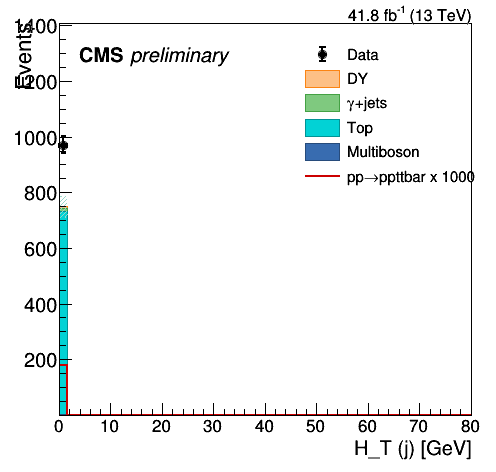 41.8 fb⁻¹ (13 TeV)
Events
CMS preliminary
Data
DY
γ+jets
Top
Multiboson
pp→ppttbar x 1000
1400
1200
1000
800
600
400
200
0 10 20 30 40 50 60 70 80
H_T (j) [GeV]